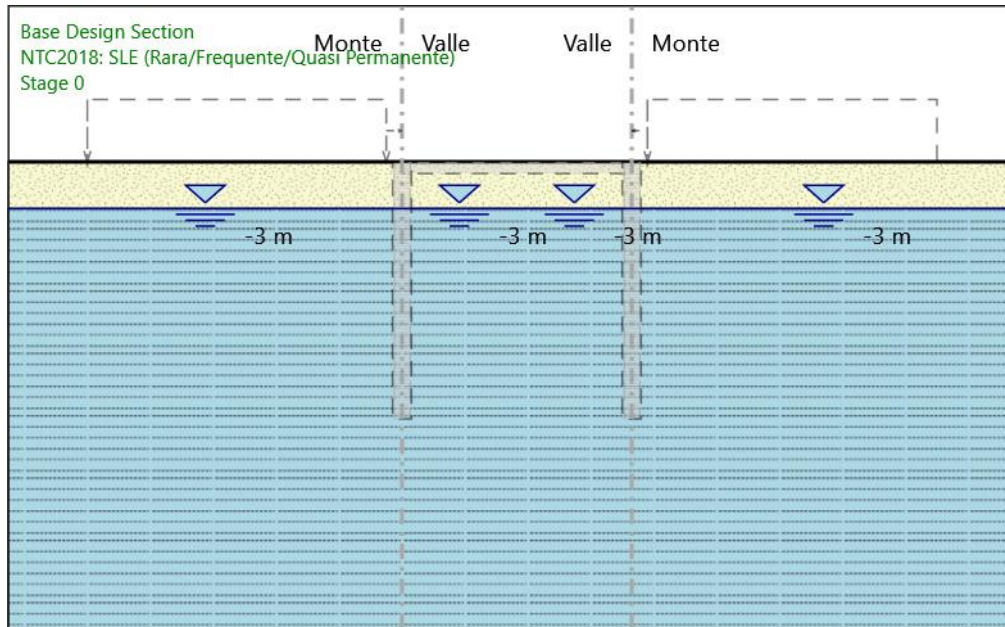 Base Design Section
NTC2018: SLE (Rara/Frequente/Quasi Permanente)
Stage 0
Monte Valle Valle Monte
-3 m -3 m -3 m -3 m